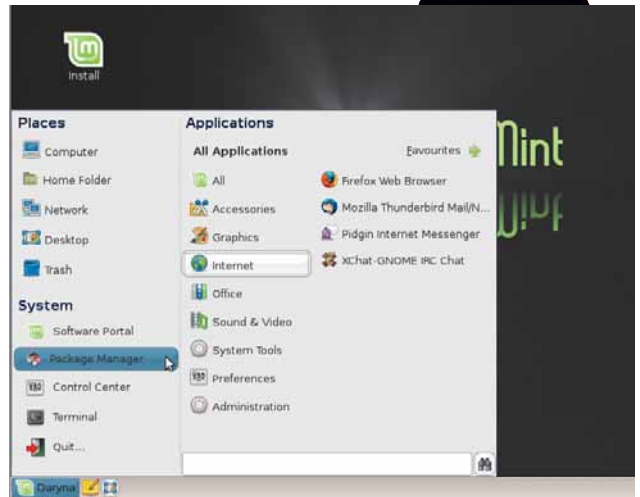 Install
Places
Computer
Home Folder
Network
Desktop
Trash
System
Software Portal
Package Manager
Control Center
Terminal
Quit...
Applications
All Applications
Favourites
All
Accessories
Graphics
Internet
Office
Sound & Video
System Tools
Preferences
Administration
Firefox Web Browser
Mozilla Thunderbird Mail/N...
Pidgin Internet Messenger
XChat-GNOME IRC Chat
Mint
Daryna